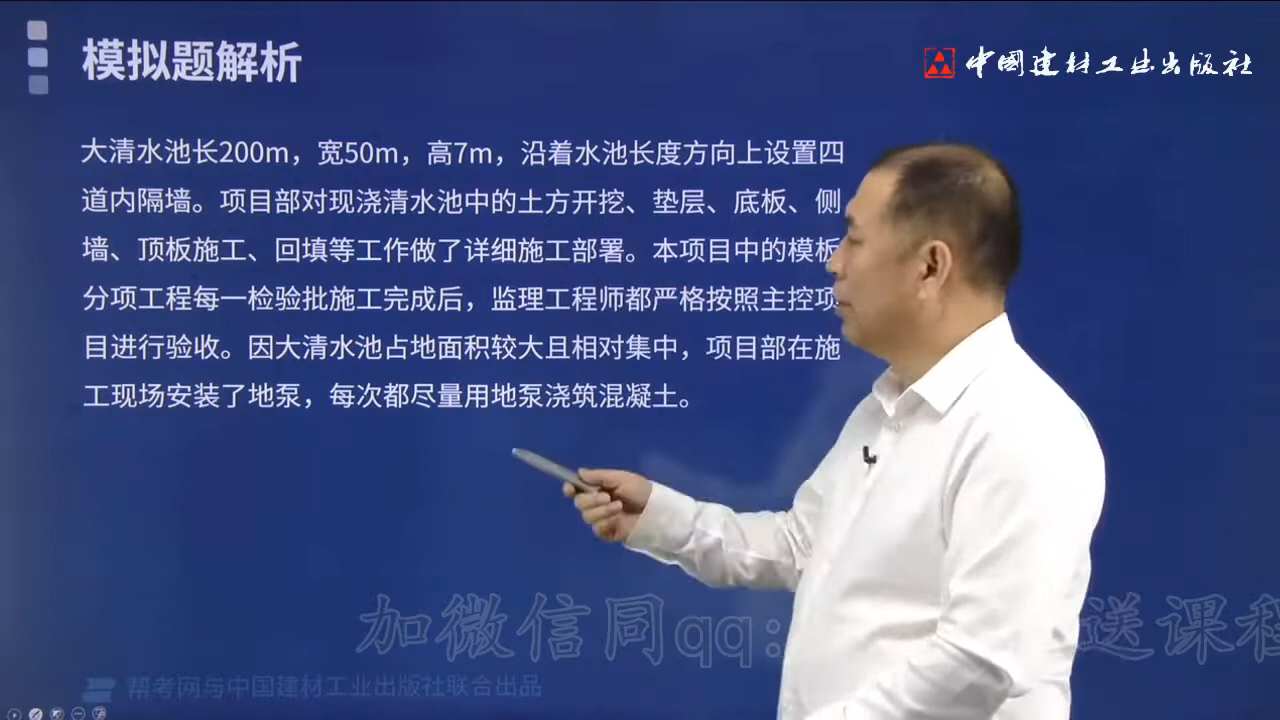 模拟题解析
中国建材工业出版社
大清水池长200m，宽50m，高7m，沿着水池长度方向上设置四
道内隔墙。项目部对现浇清水池中的土方开挖、垫层、底板、侧
墙、顶板施工、回填等工作做了详细施工部署。本项目中的模板
分项工程每一检验批施工完成后，监理工程师都严格按照主控项
目进行验收。因大清水池占地面积较大且相对集中，项目部在施
工现场安装了地泵，每次都尽量用地泵浇筑混凝土。
加微信同qq: 送课程
帮考网与中国建材工业出版社联合出品